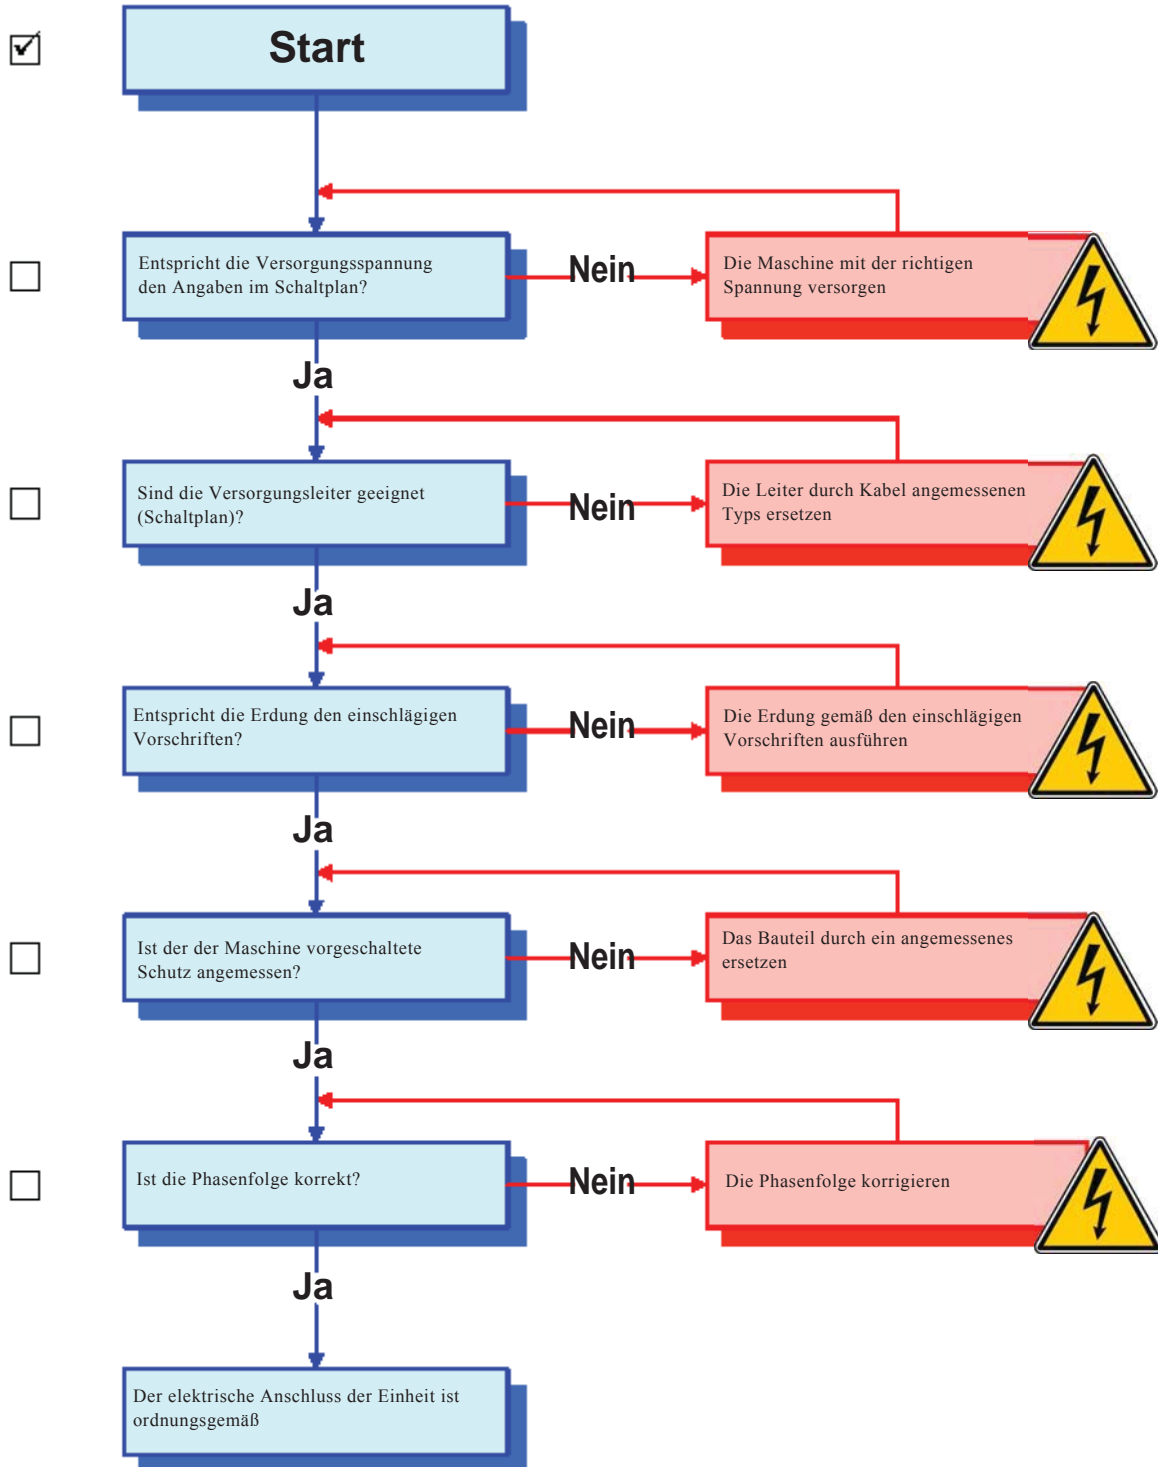 Start
Entspricht die Versorgungsspannung
den Angaben im Schaltplan?
Nein
Die Maschine mit der richtigen
Spannung versorgen
Ja
Sind die Versorgungsleiter geeignet
(Schaltplan)?
Nein
Die Leiter durch Kabel angemessenen
Typs ersetzen
Ja
Entspricht die Erdung den einschlägigen
Vorschriften?
Nein
Die Erdung gemäß den einschlägigen
Vorschriften ausführen
Ja
Ist der der Maschine vorgeschaltete
Schutz angemessen?
Nein
Das Bauteil durch ein angemessenes
ersetzen
Ja
Ist die Phasenfolge korrekt?
Nein
Die Phasenfolge korrigieren
Ja
Der elektrische Anschluss der Einheit ist
ordnungsgemäß